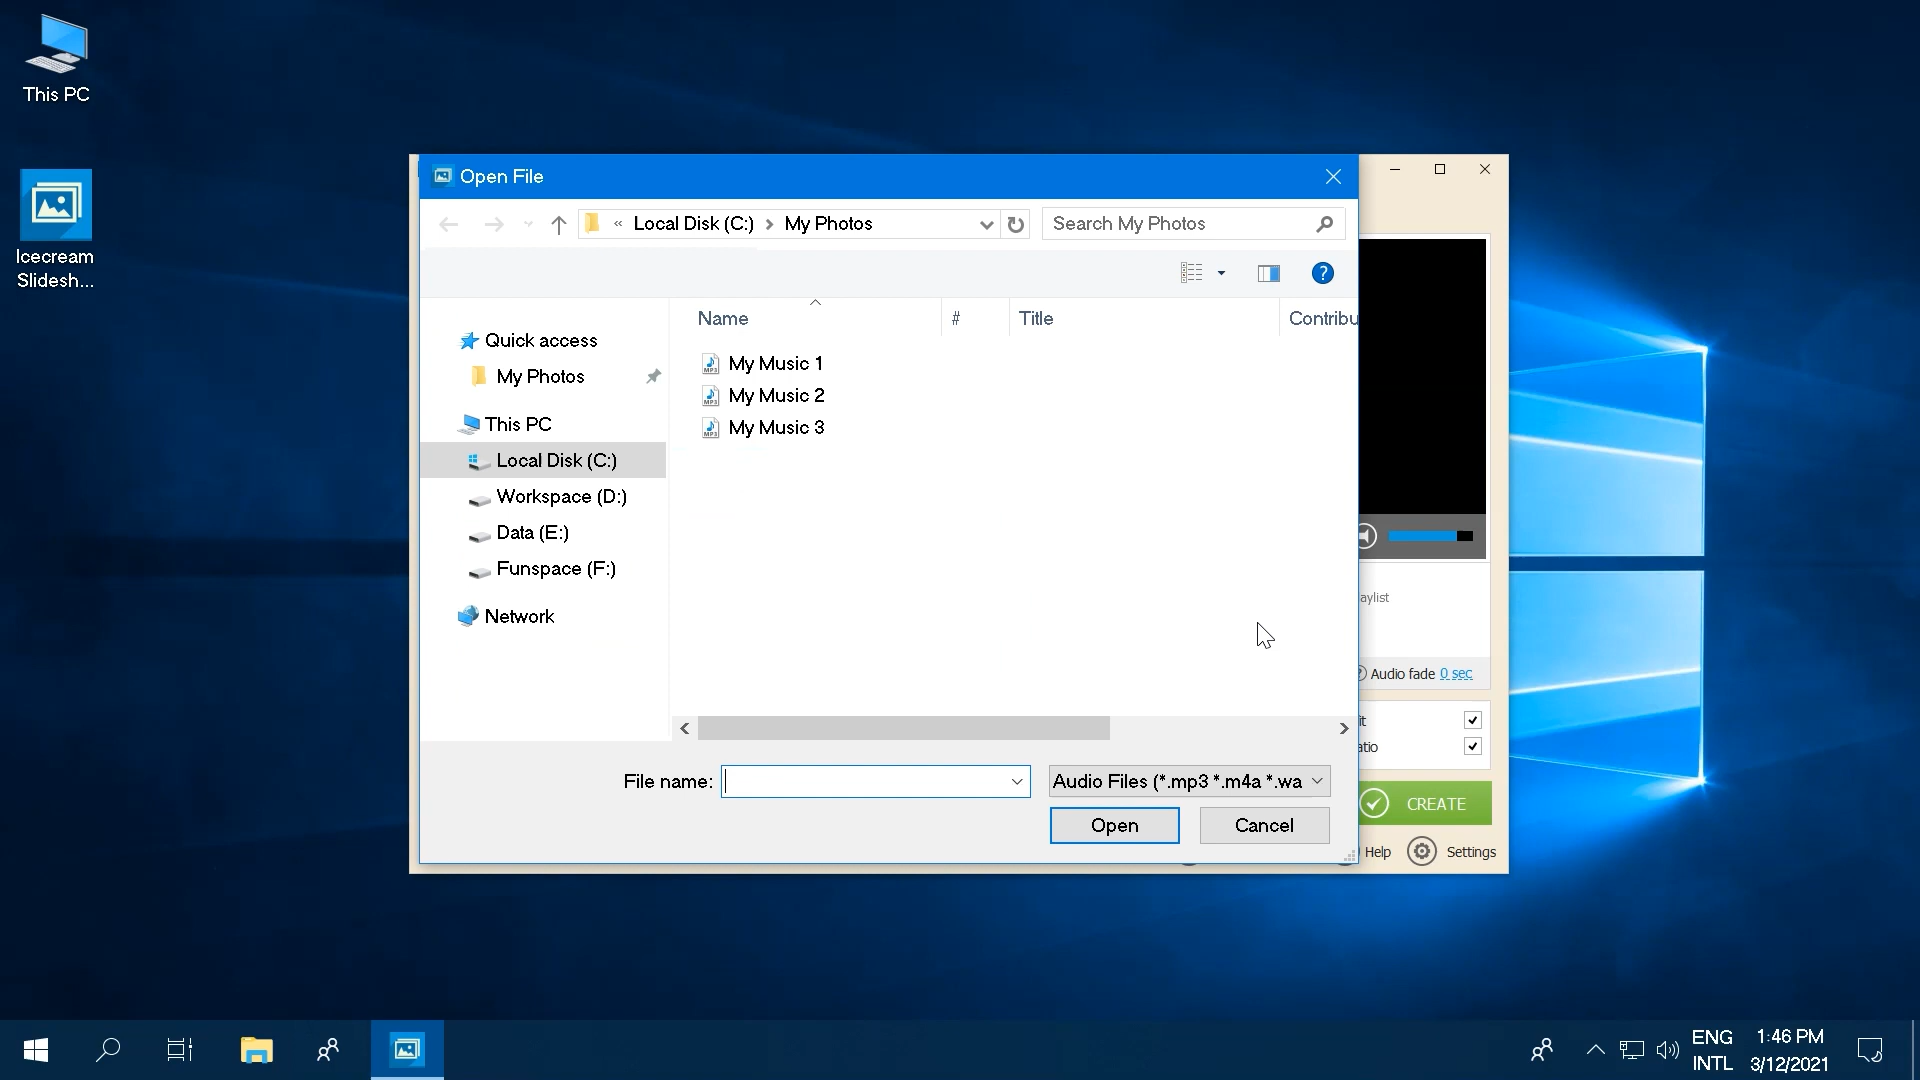 This PC
Icecream
Slidesh...
Open File
« Local Disk (C:) > My Photos
Search My Photos
?
Name
#
Title
Contribu
Quick access
My Photos
This PC
Local Disk (C:)
Workspace (D:)
Data (E:)
Funspace (F:)
Network
My Music 1
My Music 2
My Music 3
aylist
Audio fade 0 sec
it
atio
File name:
Audio Files (*.mp3 *.m4a *.wa
Open
Cancel
CREATE
Help
Settings
ENG
INTL
1:46 PM
3/12/2021